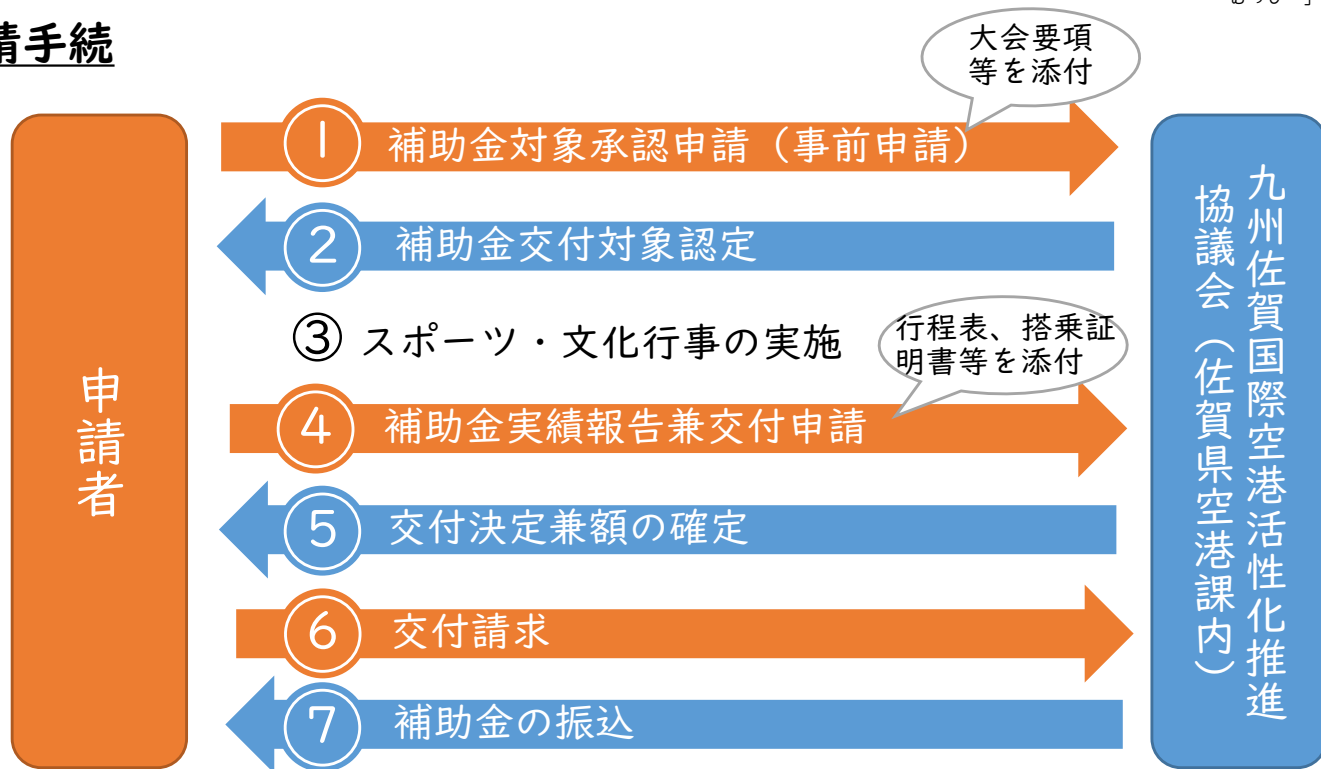 請手続
大会要項
等を添付
① 補助金対象承認申請（事前申請）
② 補助金交付対象認定
③ スポーツ・文化行事の実施
行程表、搭乗証
明書等を添付
④ 補助金実績報告兼交付申請
⑤ 交付決定兼額の確定
⑥ 交付請求
⑦ 補助金の振込
申請者
九州佐賀国際空港活性化推進
協議会（佐賀県空港課内）